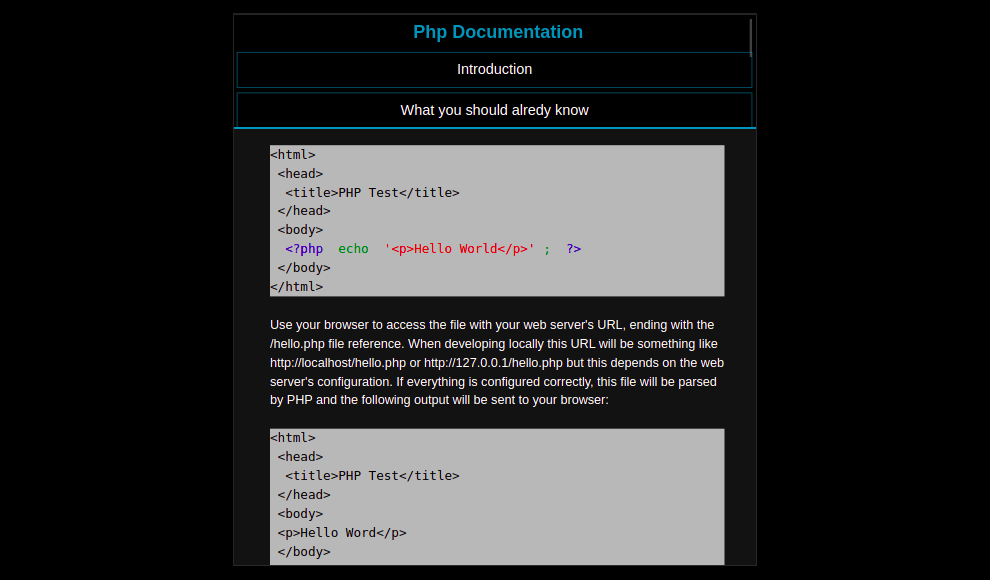 Php Documentation
Introduction
What you should alredy know
<html>
 <head>
  <title>PHP Test</title>
 </head>
 <body>
  <?php  echo  '<p>Hello World</p>' ;  ?>
 </body>
</html>
Use your browser to access the file with your web server's URL, ending with the
/hello.php file reference. When developing locally this URL will be something like
http://localhost/hello.php or http://127.0.0.1/hello.php but this depends on the web
server's configuration. If everything is configured correctly, this file will be parsed
by PHP and the following output will be sent to your browser:
<html>
 <head>
  <title>PHP Test</title>
 </head>
 <body>
 <p>Hello Word</p>
 </body>